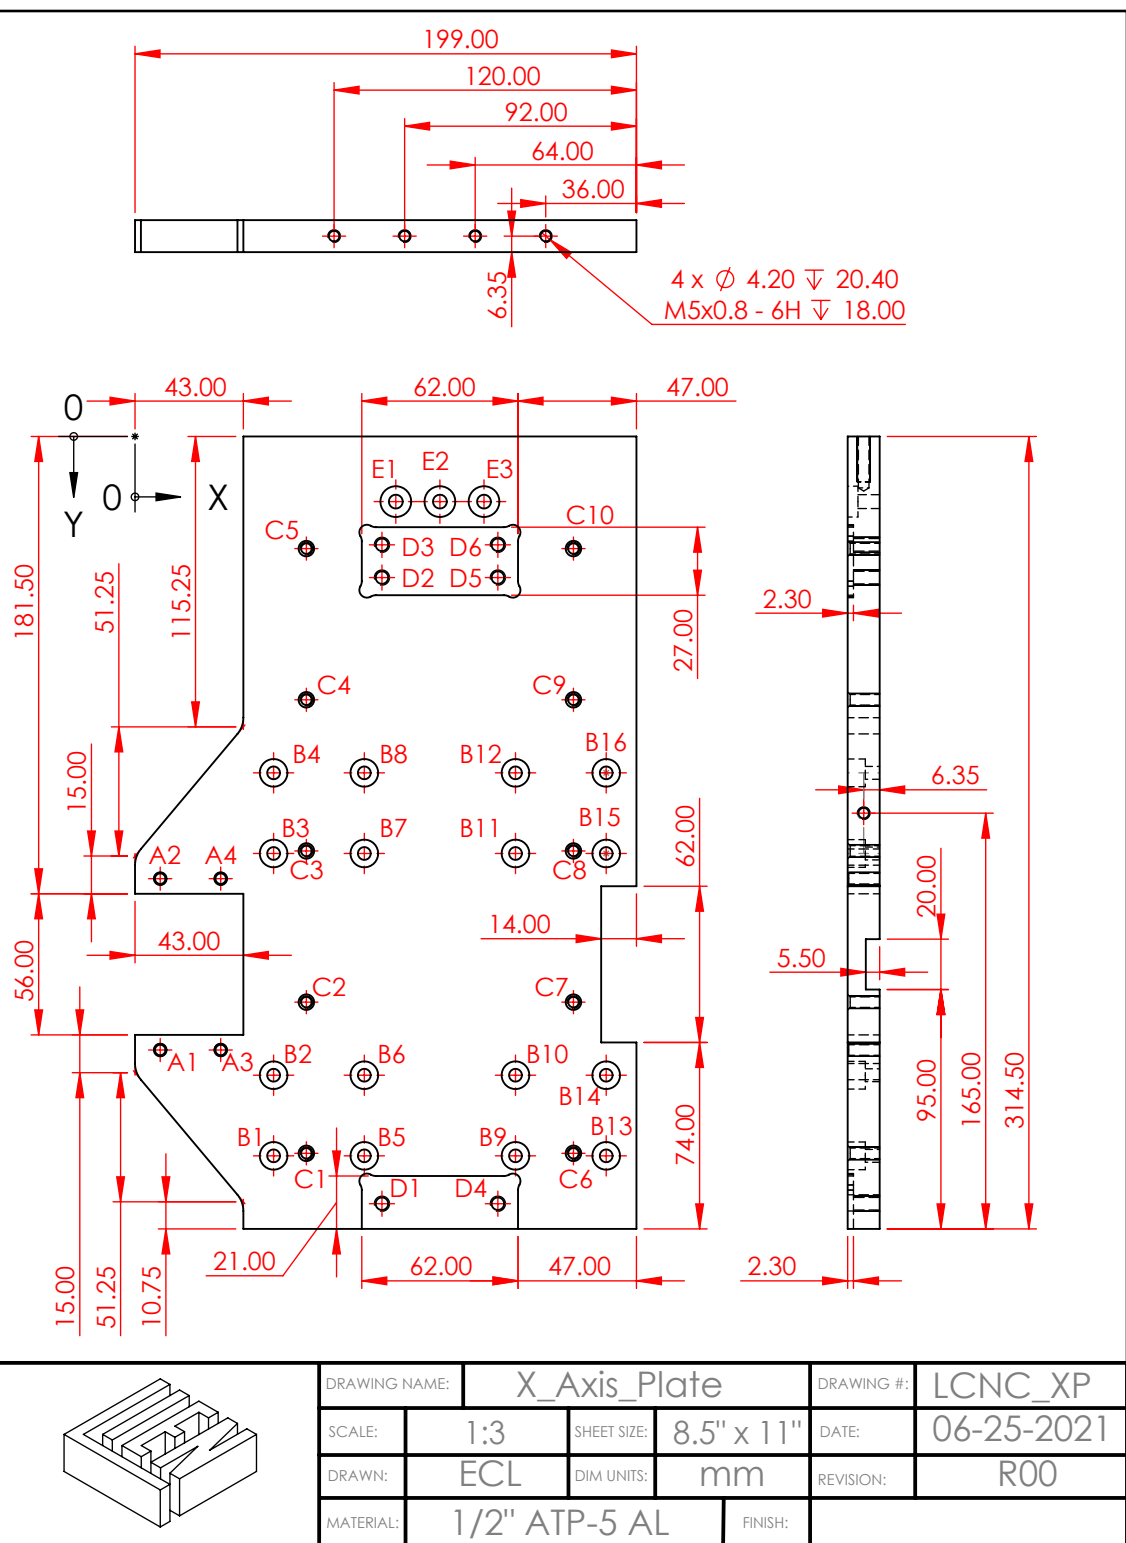 199.00
120.00
92.00
64.00
36.00
6.35
4 x ∅ 4.20 ↧ 20.40
M5x0.8 - 6H ↧ 18.00
43.00
62.00
47.00
0
Y
0
X
181.50
51.25
115.25
15.00
E1
E2
E3
C5
C10
D3
D6
D2
D5
27.00
2.30
C4
C9
B4
B8
B12
B16
6.35
B3
B7
B11
B15
C3
C8
A2
A4
62.00
20.00
56.00
43.00
14.00
5.50
C2
C7
A1
A3
B2
B6
B10
B14
95.00
165.00
314.50
74.00
B1
B5
B9
B13
C1
C6
D1
D4
21.00
62.00
47.00
2.30
15.00
51.25
10.75
DRAWING NAME: X_Axis_Plate DRAWING #: LCNC_XP
SCALE: 1:3 SHEET SIZE: 8.5" x 11" DATE: 06-25-2021
DRAWN: ECL DIM UNITS: mm REVISION: R00
MATERIAL: 1/2" ATP-5 AL FINISH: